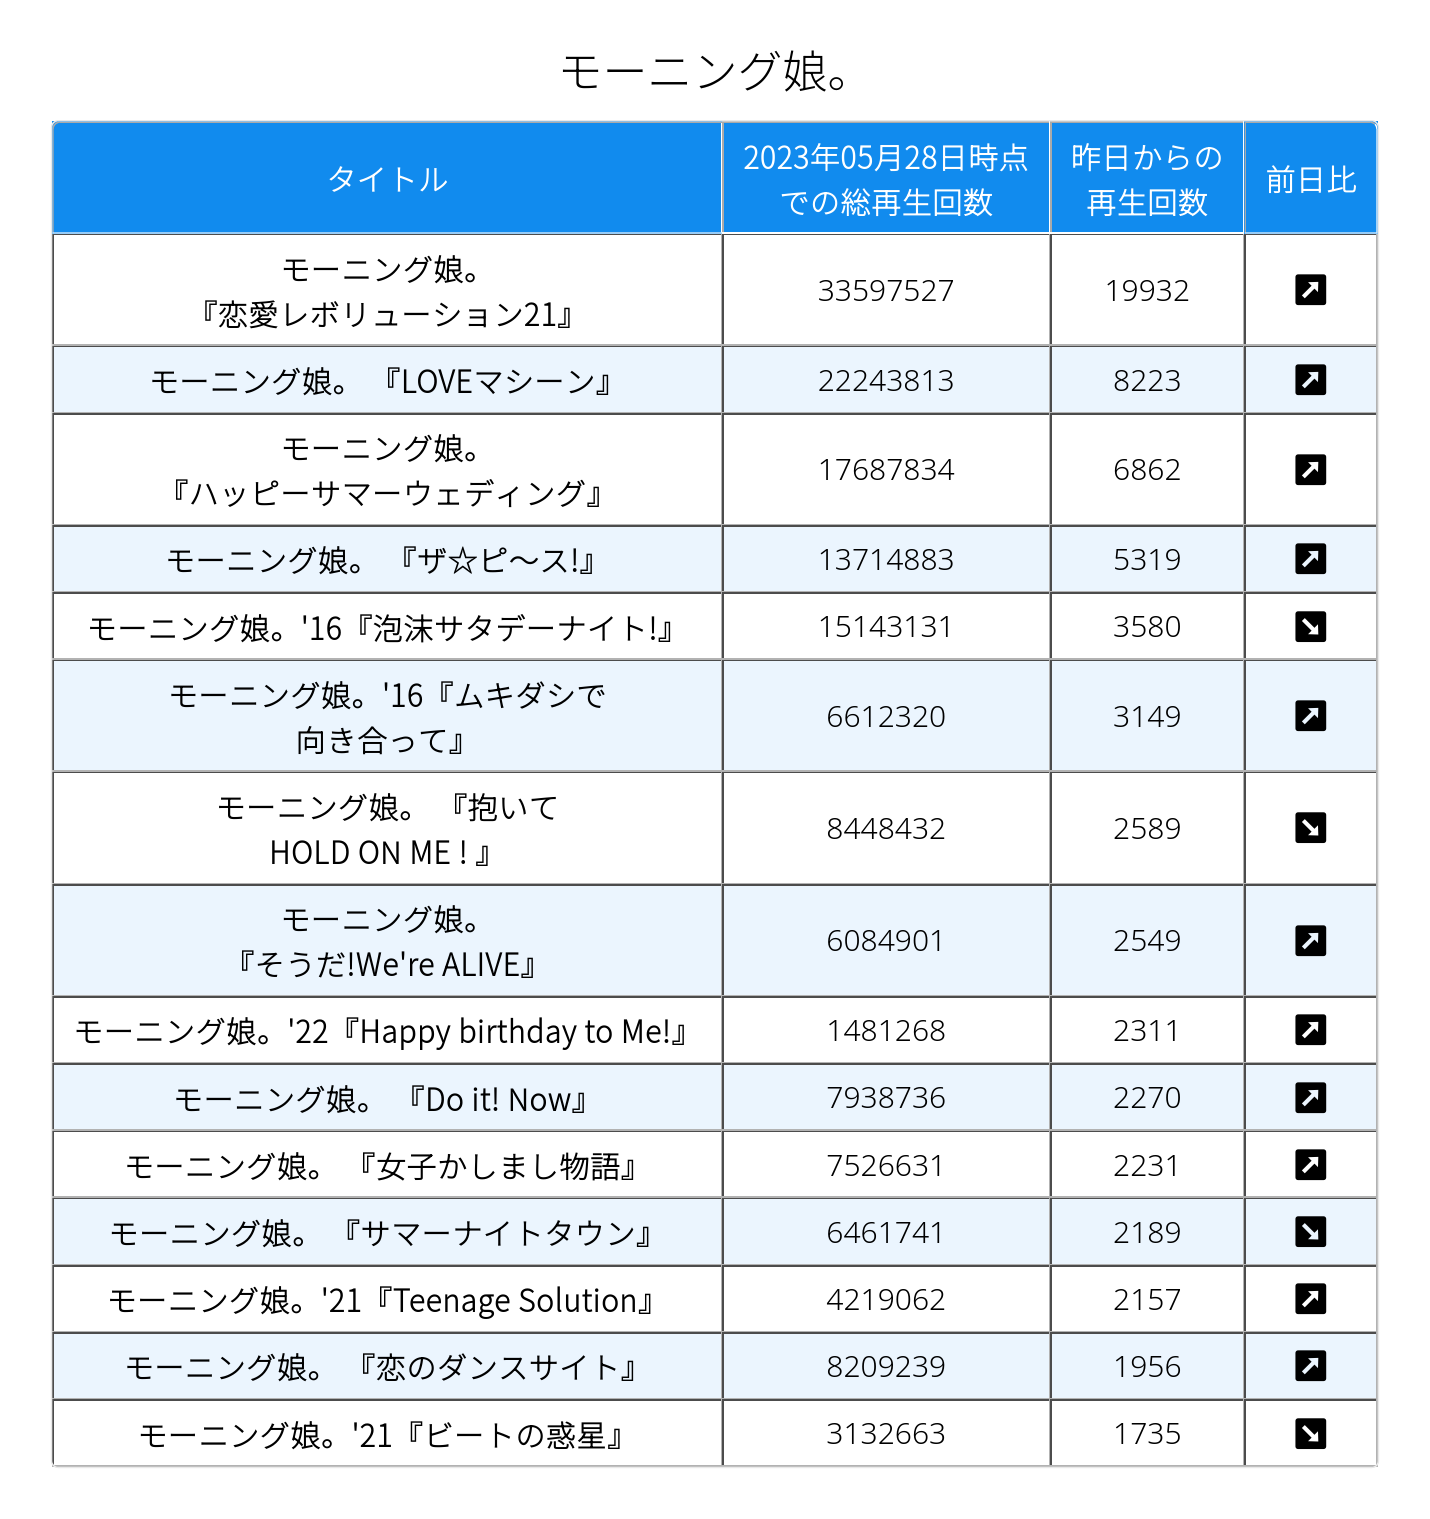 モーニング娘。
タイトル
2023年05月28日時点
での総再生回数
昨日からの
再生回数
前日比
モーニング娘。
『恋愛レボリューション21』
33597527
19932
モーニング娘。 『LOVEマシーン』
22243813
8223
モーニング娘。
『ハッピーサマーウェディング』
17687834
6862
モーニング娘。 『ザ☆ピ〜ス!』
13714883
5319
モーニング娘。'16『泡沫サタデーナイト!』
15143131
3580
モーニング娘。'16『ムキダシで
向き合って』
6612320
3149
モーニング娘。 『抱いて
HOLD ON ME ! 』
8448432
2589
モーニング娘。
『そうだ!We're ALIVE』
6084901
2549
モーニング娘。'22『Happy birthday to Me!』
1481268
2311
モーニング娘。 『Do it! Now』
7938736
2270
モーニング娘。 『女子かしまし物語』
7526631
2231
モーニング娘。 『サマーナイトタウン』
6461741
2189
モーニング娘。'21『Teenage Solution』
4219062
2157
モーニング娘。 『恋のダンスサイト』
8209239
1956
モーニング娘。'21『ビートの惑星』
3132663
1735